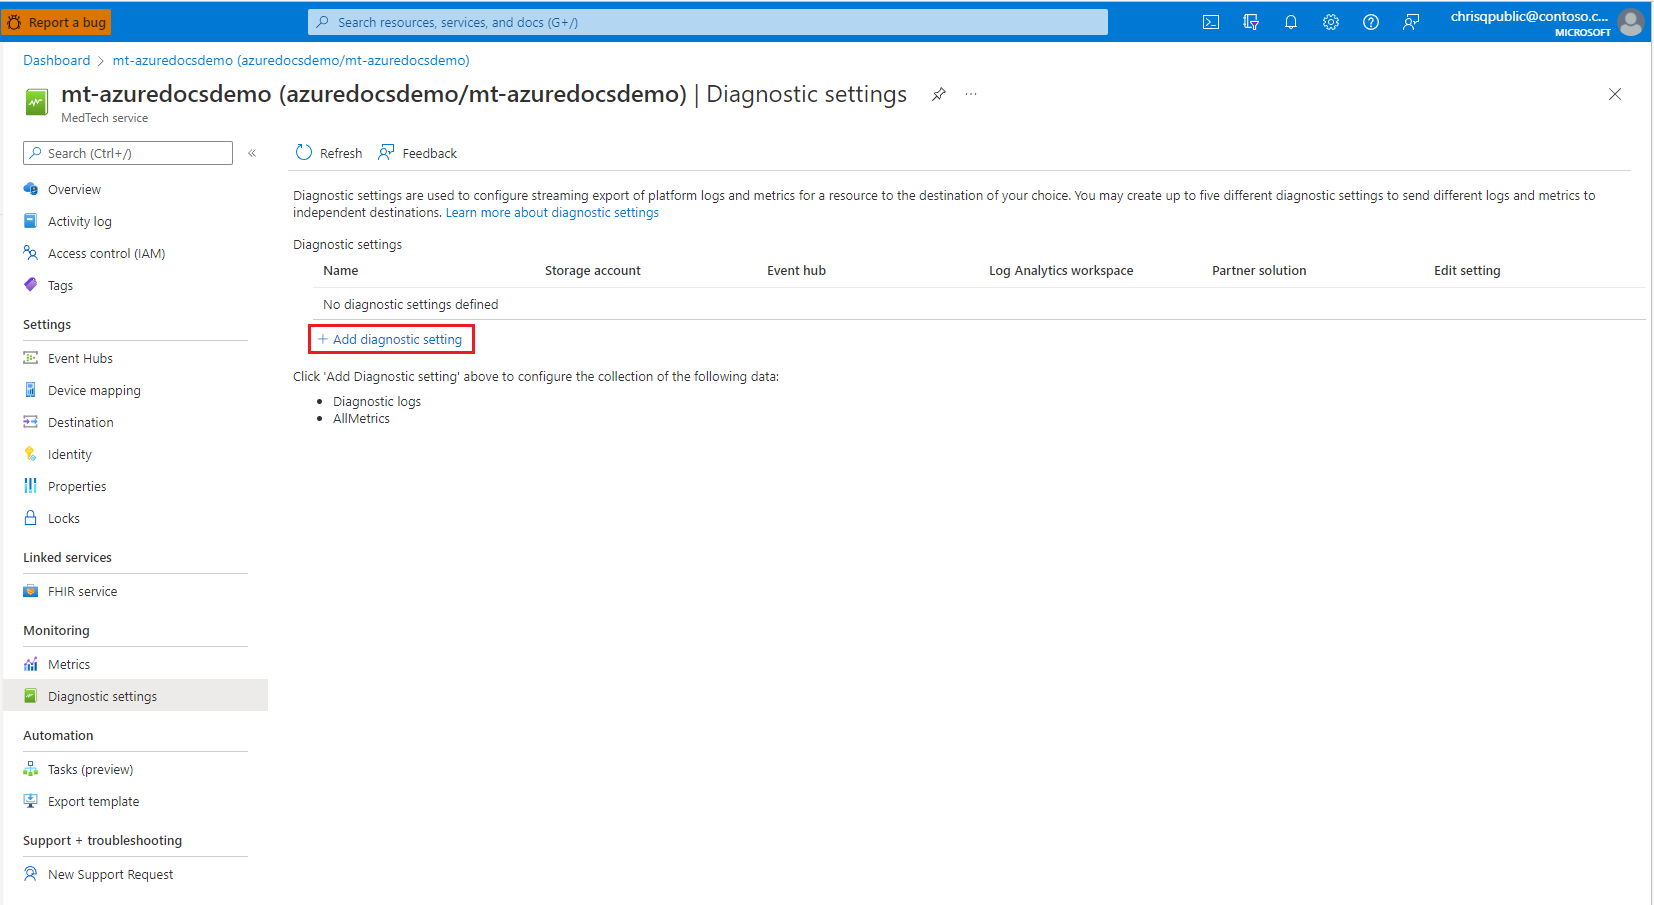 Report a bug
Search resources, services, and docs (G+/)
chrisqpublic@contoso.c...
MICROSOFT
Dashboard > mt-azuredocsdemo (azuredocsdemo/mt-azuredocsdemo)
mt-azuredocsdemo (azuredocsdemo/mt-azuredocsdemo) | Diagnostic settings
MedTech service
Search (Ctrl+/)
Overview
Activity log
Access control (IAM)
Tags
Settings
Event Hubs
Device mapping
Destination
Identity
Properties
Locks
Linked services
FHIR service
Monitoring
Metrics
Diagnostic settings
Automation
Tasks (preview)
Export template
Support + troubleshooting
New Support Request
Refresh Feedback
Diagnostic settings are used to configure streaming export of platform logs and metrics for a resource to the destination of your choice. You may create up to five different diagnostic settings to send different logs and metrics to
independent destinations. Learn more about diagnostic settings
Diagnostic settings
Name Storage account Event hub Log Analytics workspace Partner solution Edit setting
No diagnostic settings defined
+ Add diagnostic setting
Click 'Add Diagnostic setting' above to configure the collection of the following data:
• Diagnostic logs
• AllMetrics